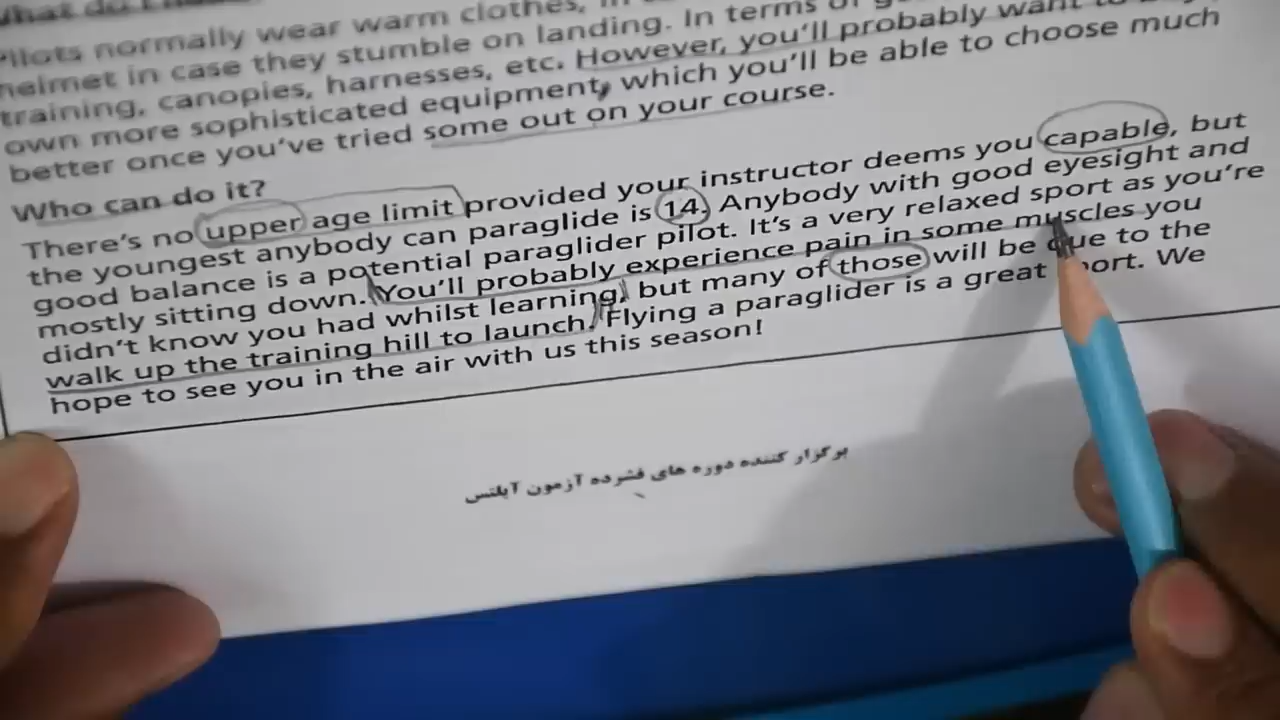 What do I
Pilots normally wear warm clothes,
helmet in case they stumble on landing. In terms of
training, canopies, harnesses, etc. However, you'll probably want to
own more sophisticated equipment, which you'll be able to choose much
better once you've tried some out on your course.
Who can do it?
There's no upper age limit provided your instructor deems you capable, but
the youngest anybody can paraglide is 14. Anybody with good eyesight and
good balance is a potential paraglider pilot. It's a very relaxed sport as you're
mostly sitting down. You'll probably experience pain in some muscles you
didn't know you had whilst learning, but many of those will be due to the
walk up the training hill to launch. Flying a paraglider is a great sport. We
hope to see you in the air with us this season!
برگزار کننده دوره های فشرده آزمون آیلتس